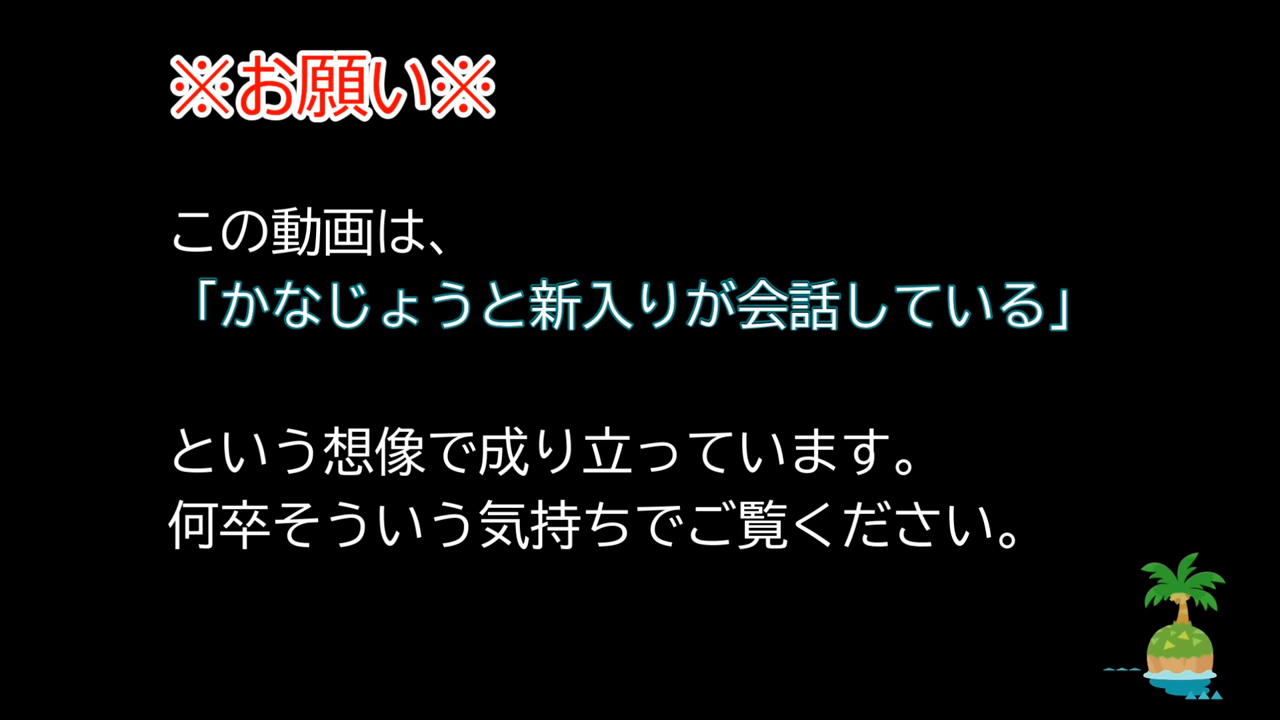 ※お願い※
この動画は、
「かなじょうと新入りが会話している」
という想像で成り立っています。
何卒そういう気持ちでご覧ください。